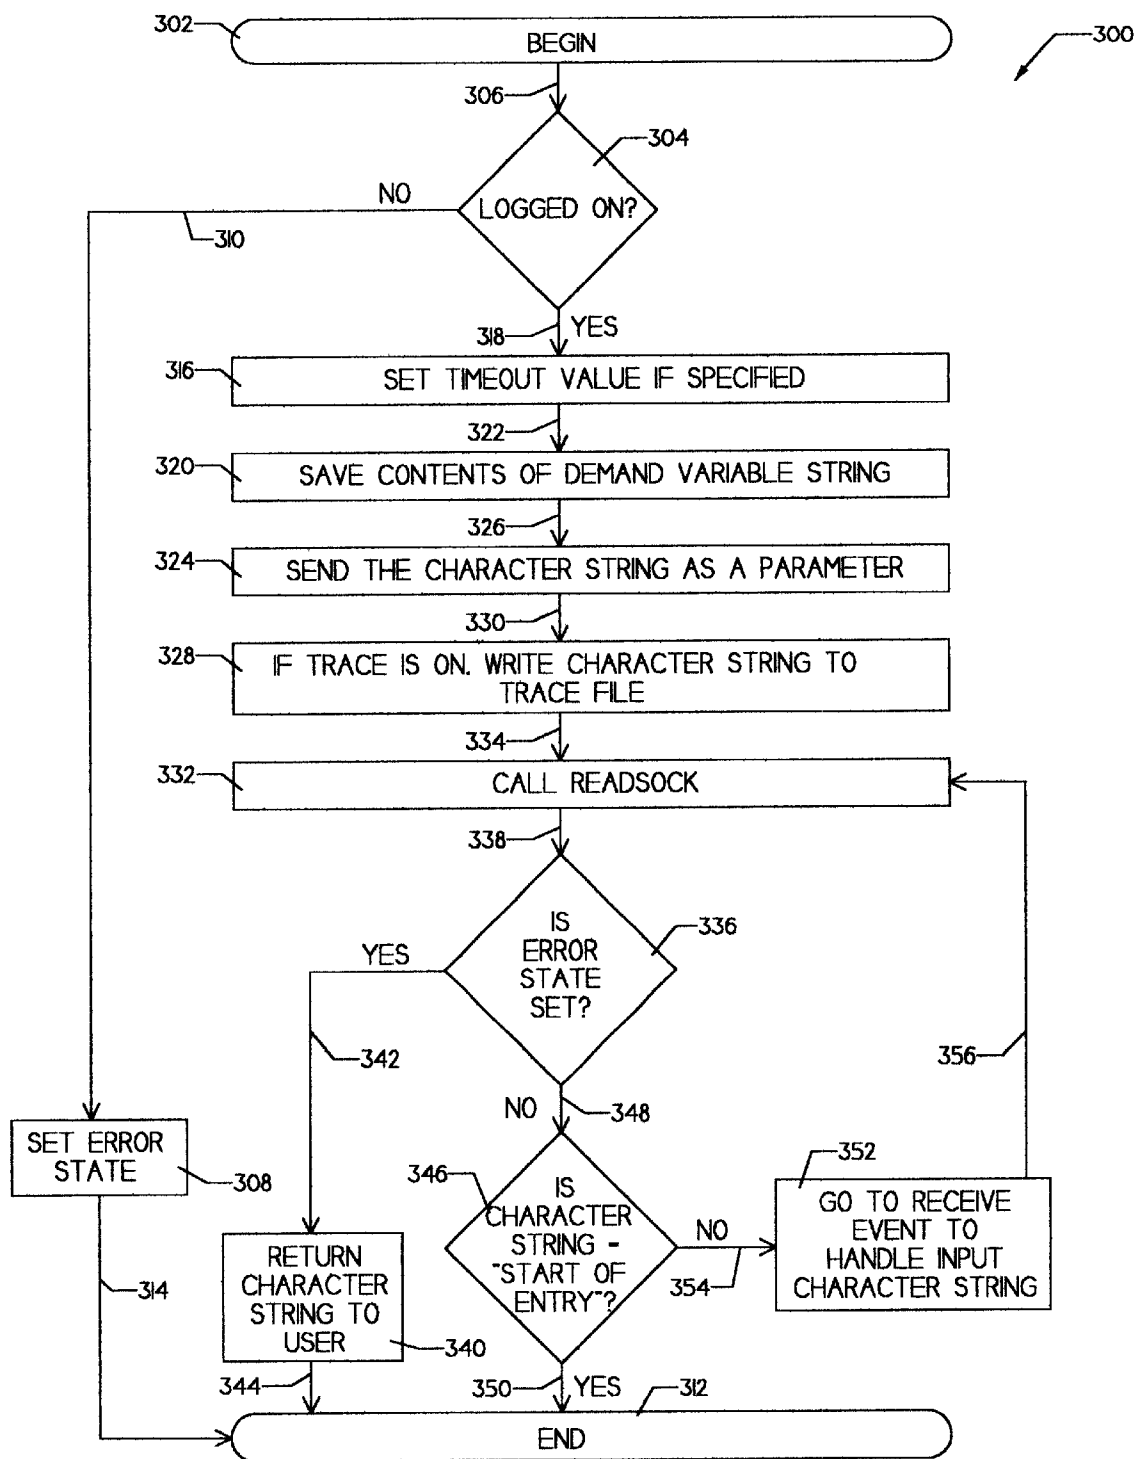 302
BEGIN
300
306
304
NO
LOGGED ON?
310
318
YES
316
SET TIMEOUT VALUE IF SPECIFIED
322
320
SAVE CONTENTS OF DEMAND VARIABLE STRING
326
324
SEND THE CHARACTER STRING AS A PARAMETER
330
328
IF TRACE IS ON. WRITE CHARACTER STRING TO
TRACE FILE
334
332
CALL READSOCK
338
IS
ERROR
STATE
SET?
336
YES
342
356
NO
348
SET ERROR
STATE
308
346
IS
CHARACTER
STRING -
"START OF
ENTRY"?
NO
354
352
GO TO RECEIVE
EVENT TO
HANDLE INPUT
CHARACTER STRING
314
RETURN
CHARACTER
STRING TO
USER
340
344
350
YES
312
END